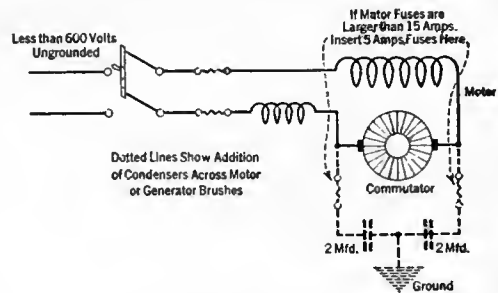 If Motor Fuses are
Larger than 15 Amps.
Insert 5 Amps, Fuses Here.
Less than 600 Volts
Ungrounded
Motor
Dotted Lines Show Addition
of Condensers Across Motor
or Generator Brushes
Commutator
2 Mfd.
2 Mfd.
Ground